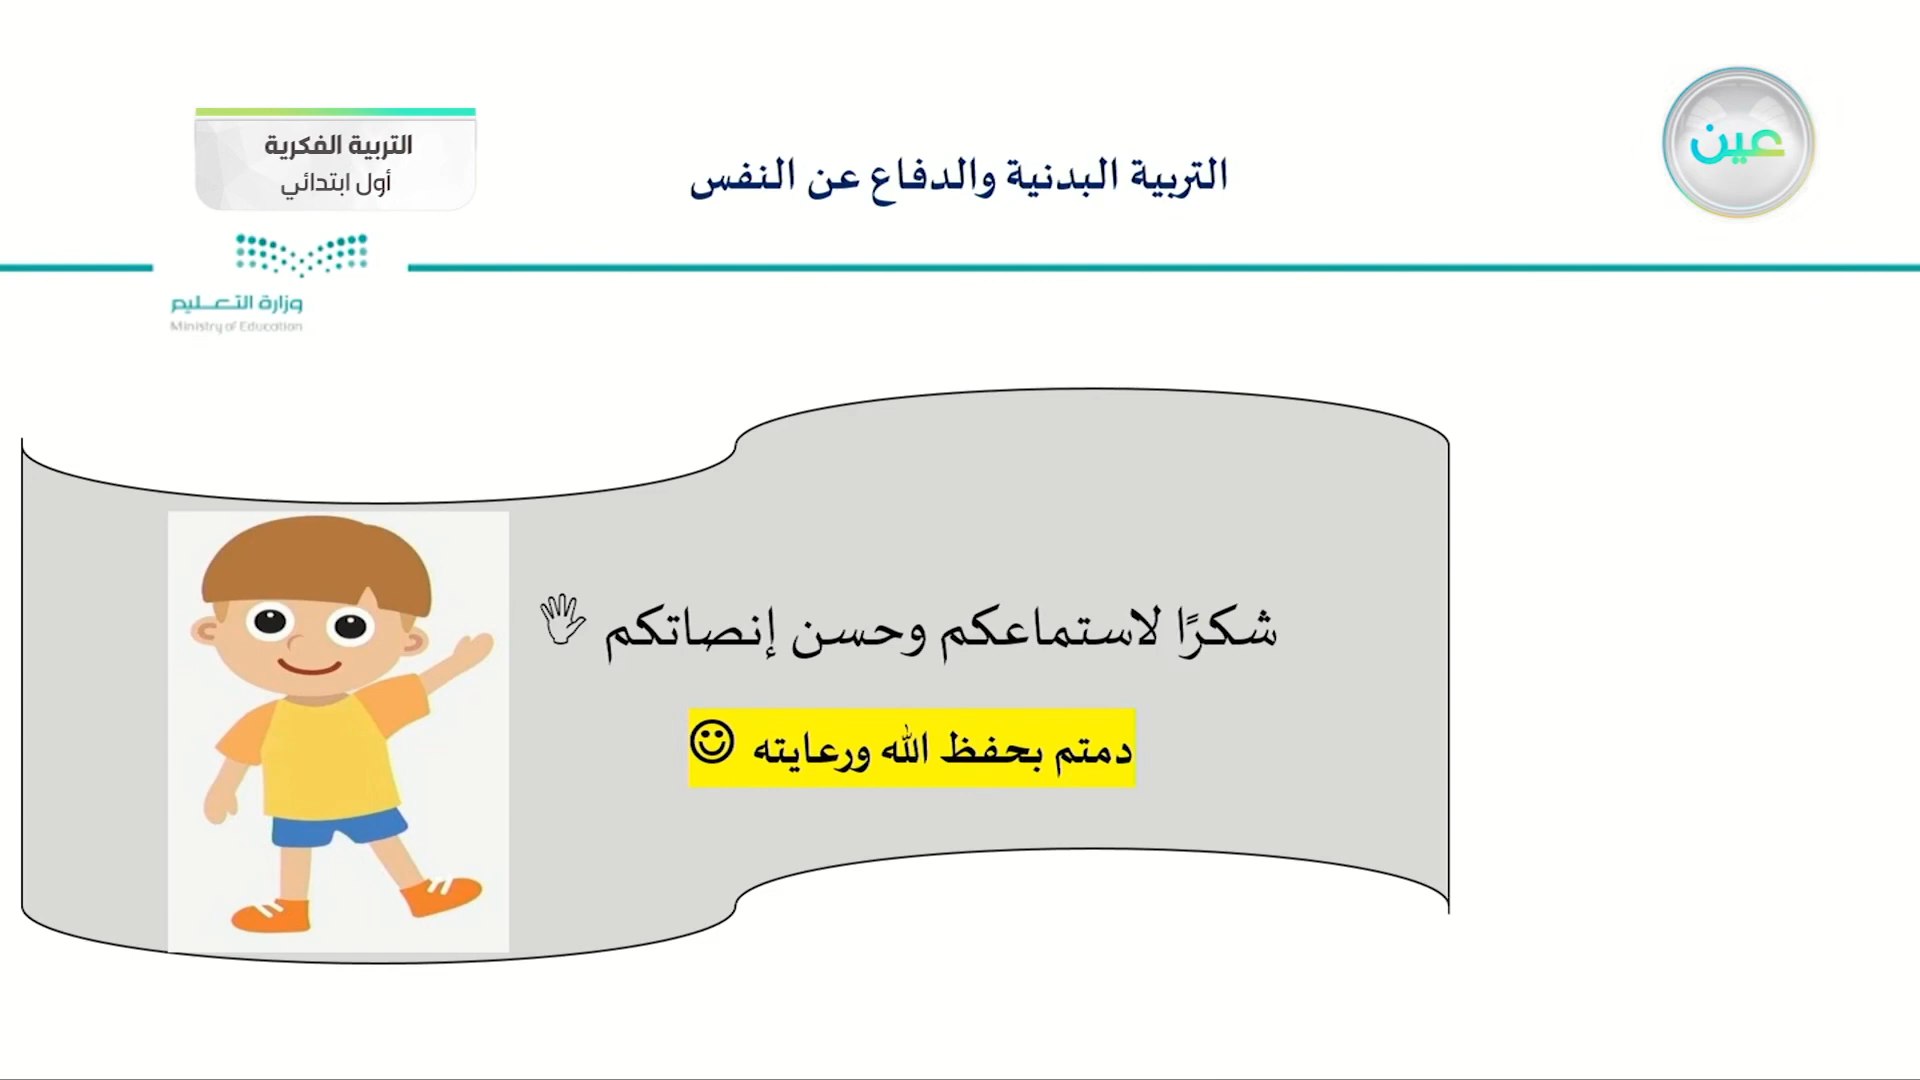 عين
التربية البدنية والدفاع عن النفس
التربية الفكرية
أول ابتدائي
وزارة التعـــليم
Ministry of Education
شكرًا لاستماعكم وحسن إنصاتكم 🖐
دمتم بحفظ الله ورعايته ☺